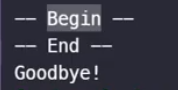 —— Begin ——
—— End ——
Goodbye!